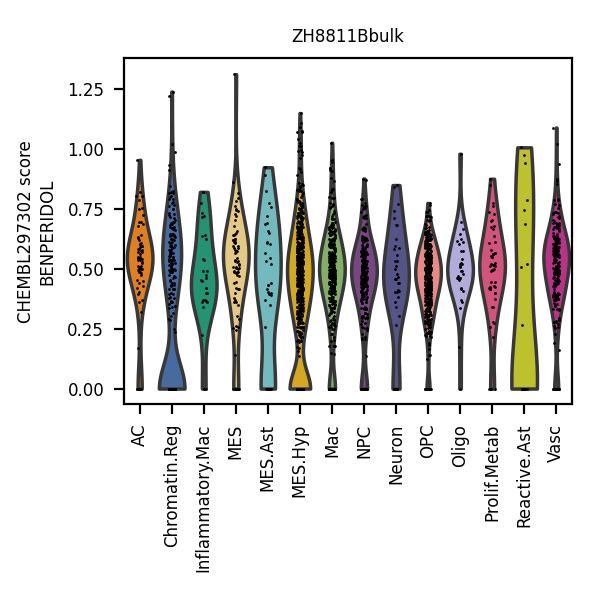 ZH8811Bbulk
CHEMBL297302 score
BENPERIDOL
1.25
1.00
0.75
0.50
0.25
0.00
AC
Chromatin.Reg
Inflammatory.Mac
MES
MES.Ast
MES.Hyp
Mac
NPC
Neuron
OPC
Oligo
Prolif.Metab
Reactive.Ast
Vasc